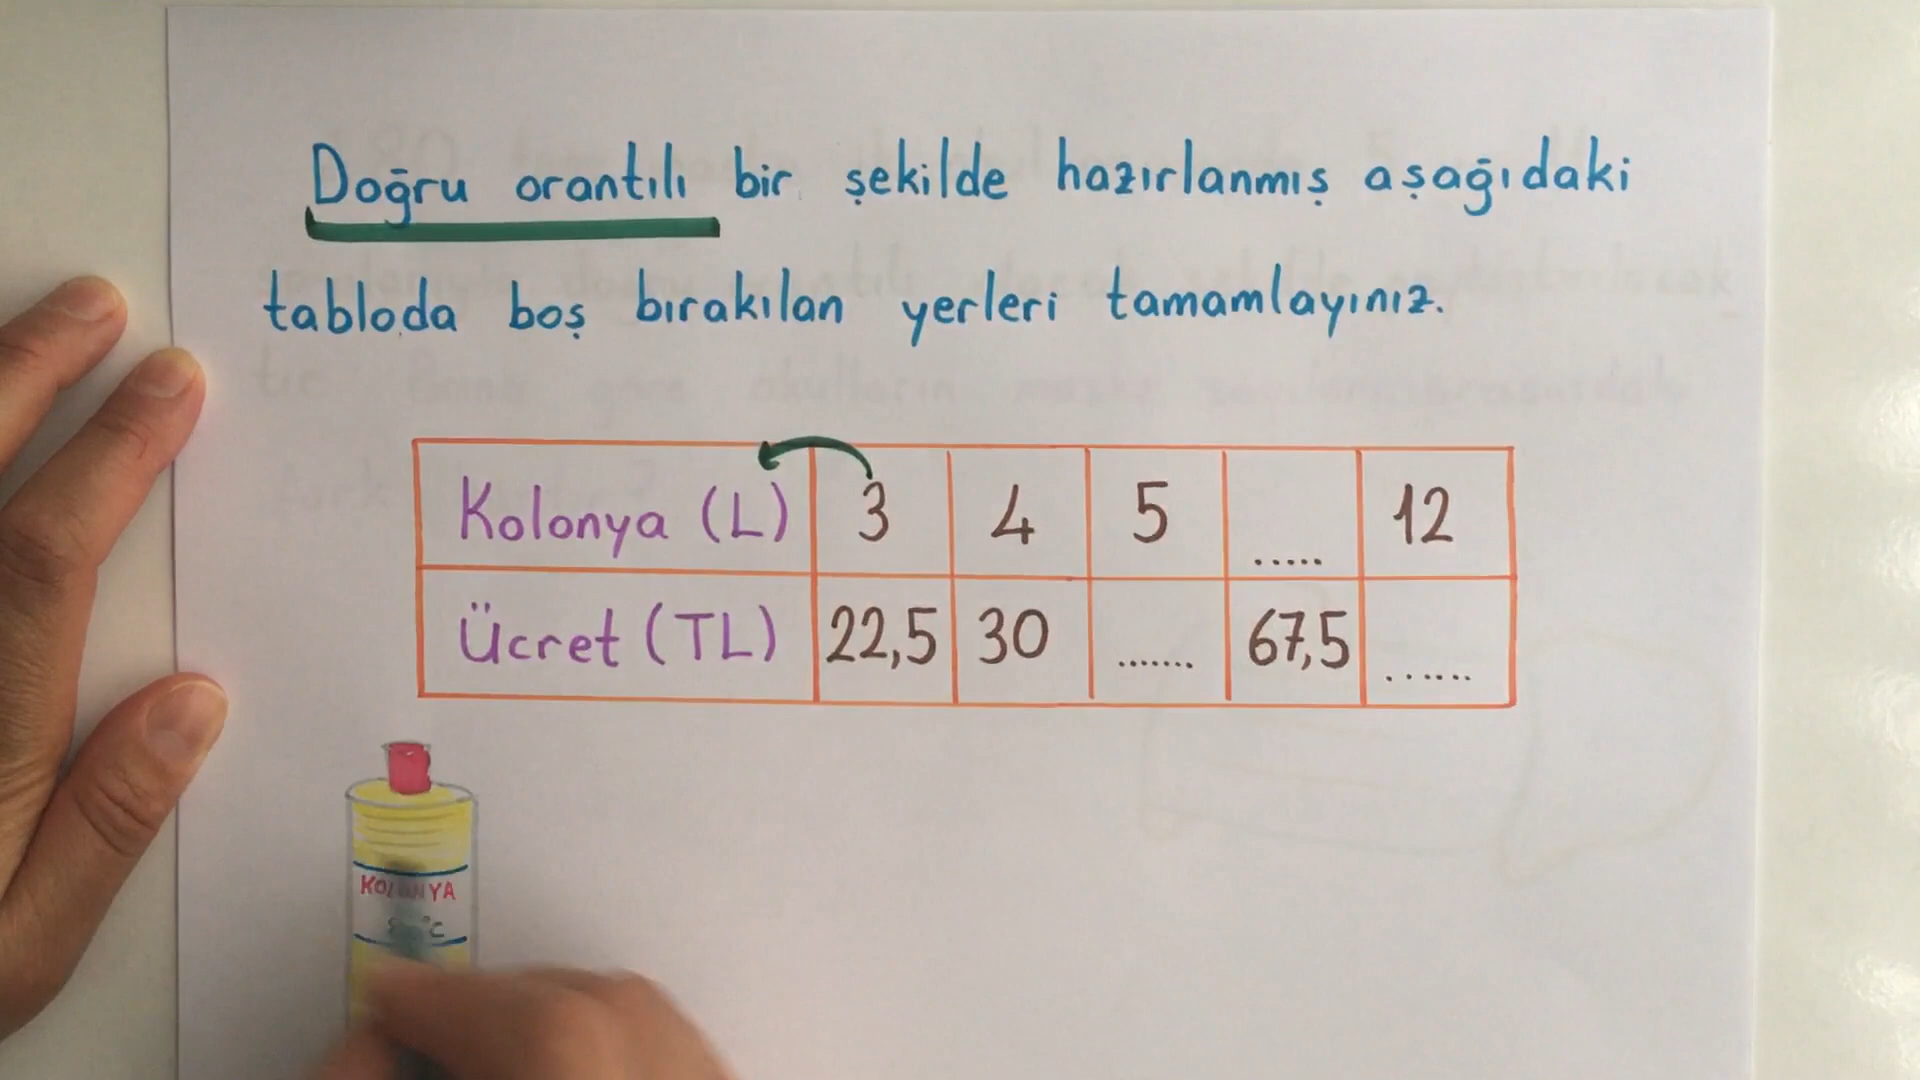 Doğru orantılı bir şekilde hazırlanmış aşağıdaki
tabloda boş bırakılan yerleri tamamlayınız.
Kolonya (L) 3 4 5 ..... 12
Ücret (TL) 22,5 30 ....... 67,5 ......
KOLONYA